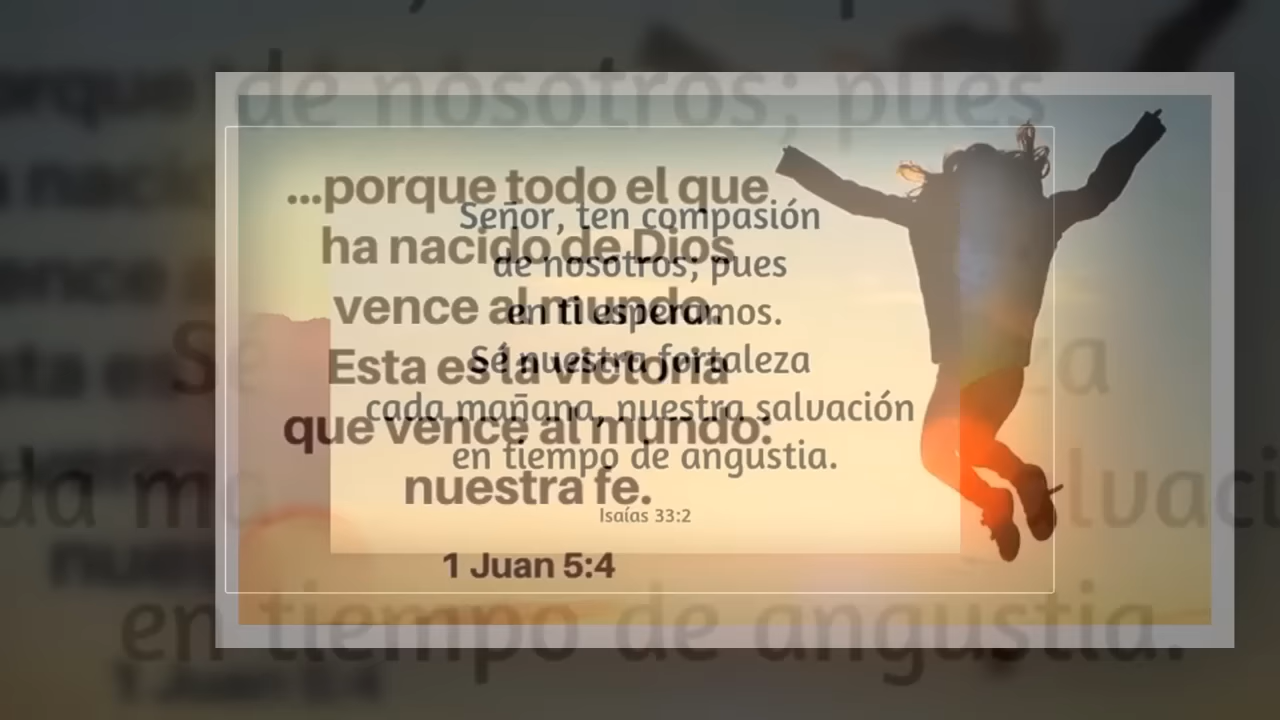 ...porque todo el que
ha nacido de Dios
vence al mundo.
Esta es la victoria
que vence al mundo:
nuestra fe.
1 Juan 5:4
Señor, ten compasión
de nosotros; pues
en ti esperamos.
Sé nuestra fortaleza
cada mañana, nuestra salvación
en tiempo de angustia.
Isaías 33:2